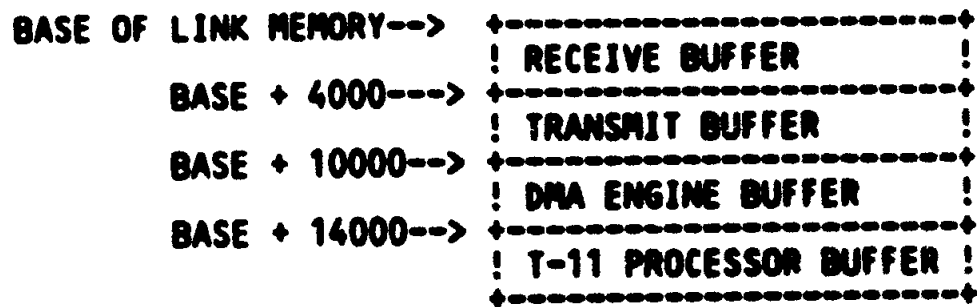 BASE OF LINK MEMORY--> +-----------------------+
! RECEIVE BUFFER !
BASE + 4000---> +-----------------------+
! TRANSMIT BUFFER !
BASE + 10000--> +-----------------------+
! DMA ENGINE BUFFER !
BASE + 14000--> +-----------------------+
! T-11 PROCESSOR BUFFER !
+-----------------------+